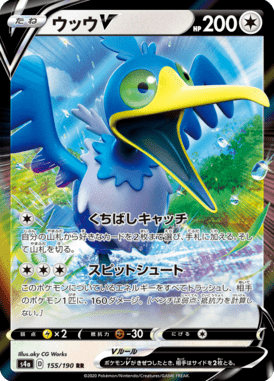 たね ウッウV HP200
くちばしキャッチ
自分の山札から好きなカードを2枚まで選び、手札に加える。そして山札を切る。
スピットシュート
このポケモンについているエネルギーをすべてトラッシュし、相手のポケモン1匹に、160ダメージ。[ベンチは弱点・抵抗力を計算しない。]
弱点 ×2 抵抗力 -30 にげる
Illus.aky CG Works
Vルール
ポケモンVがきぜつしたとき、相手はサイドを2枚とる。
s4a 155/190 RR
©2020 Pokémon/Nintendo/Creatures/GAME FREAK